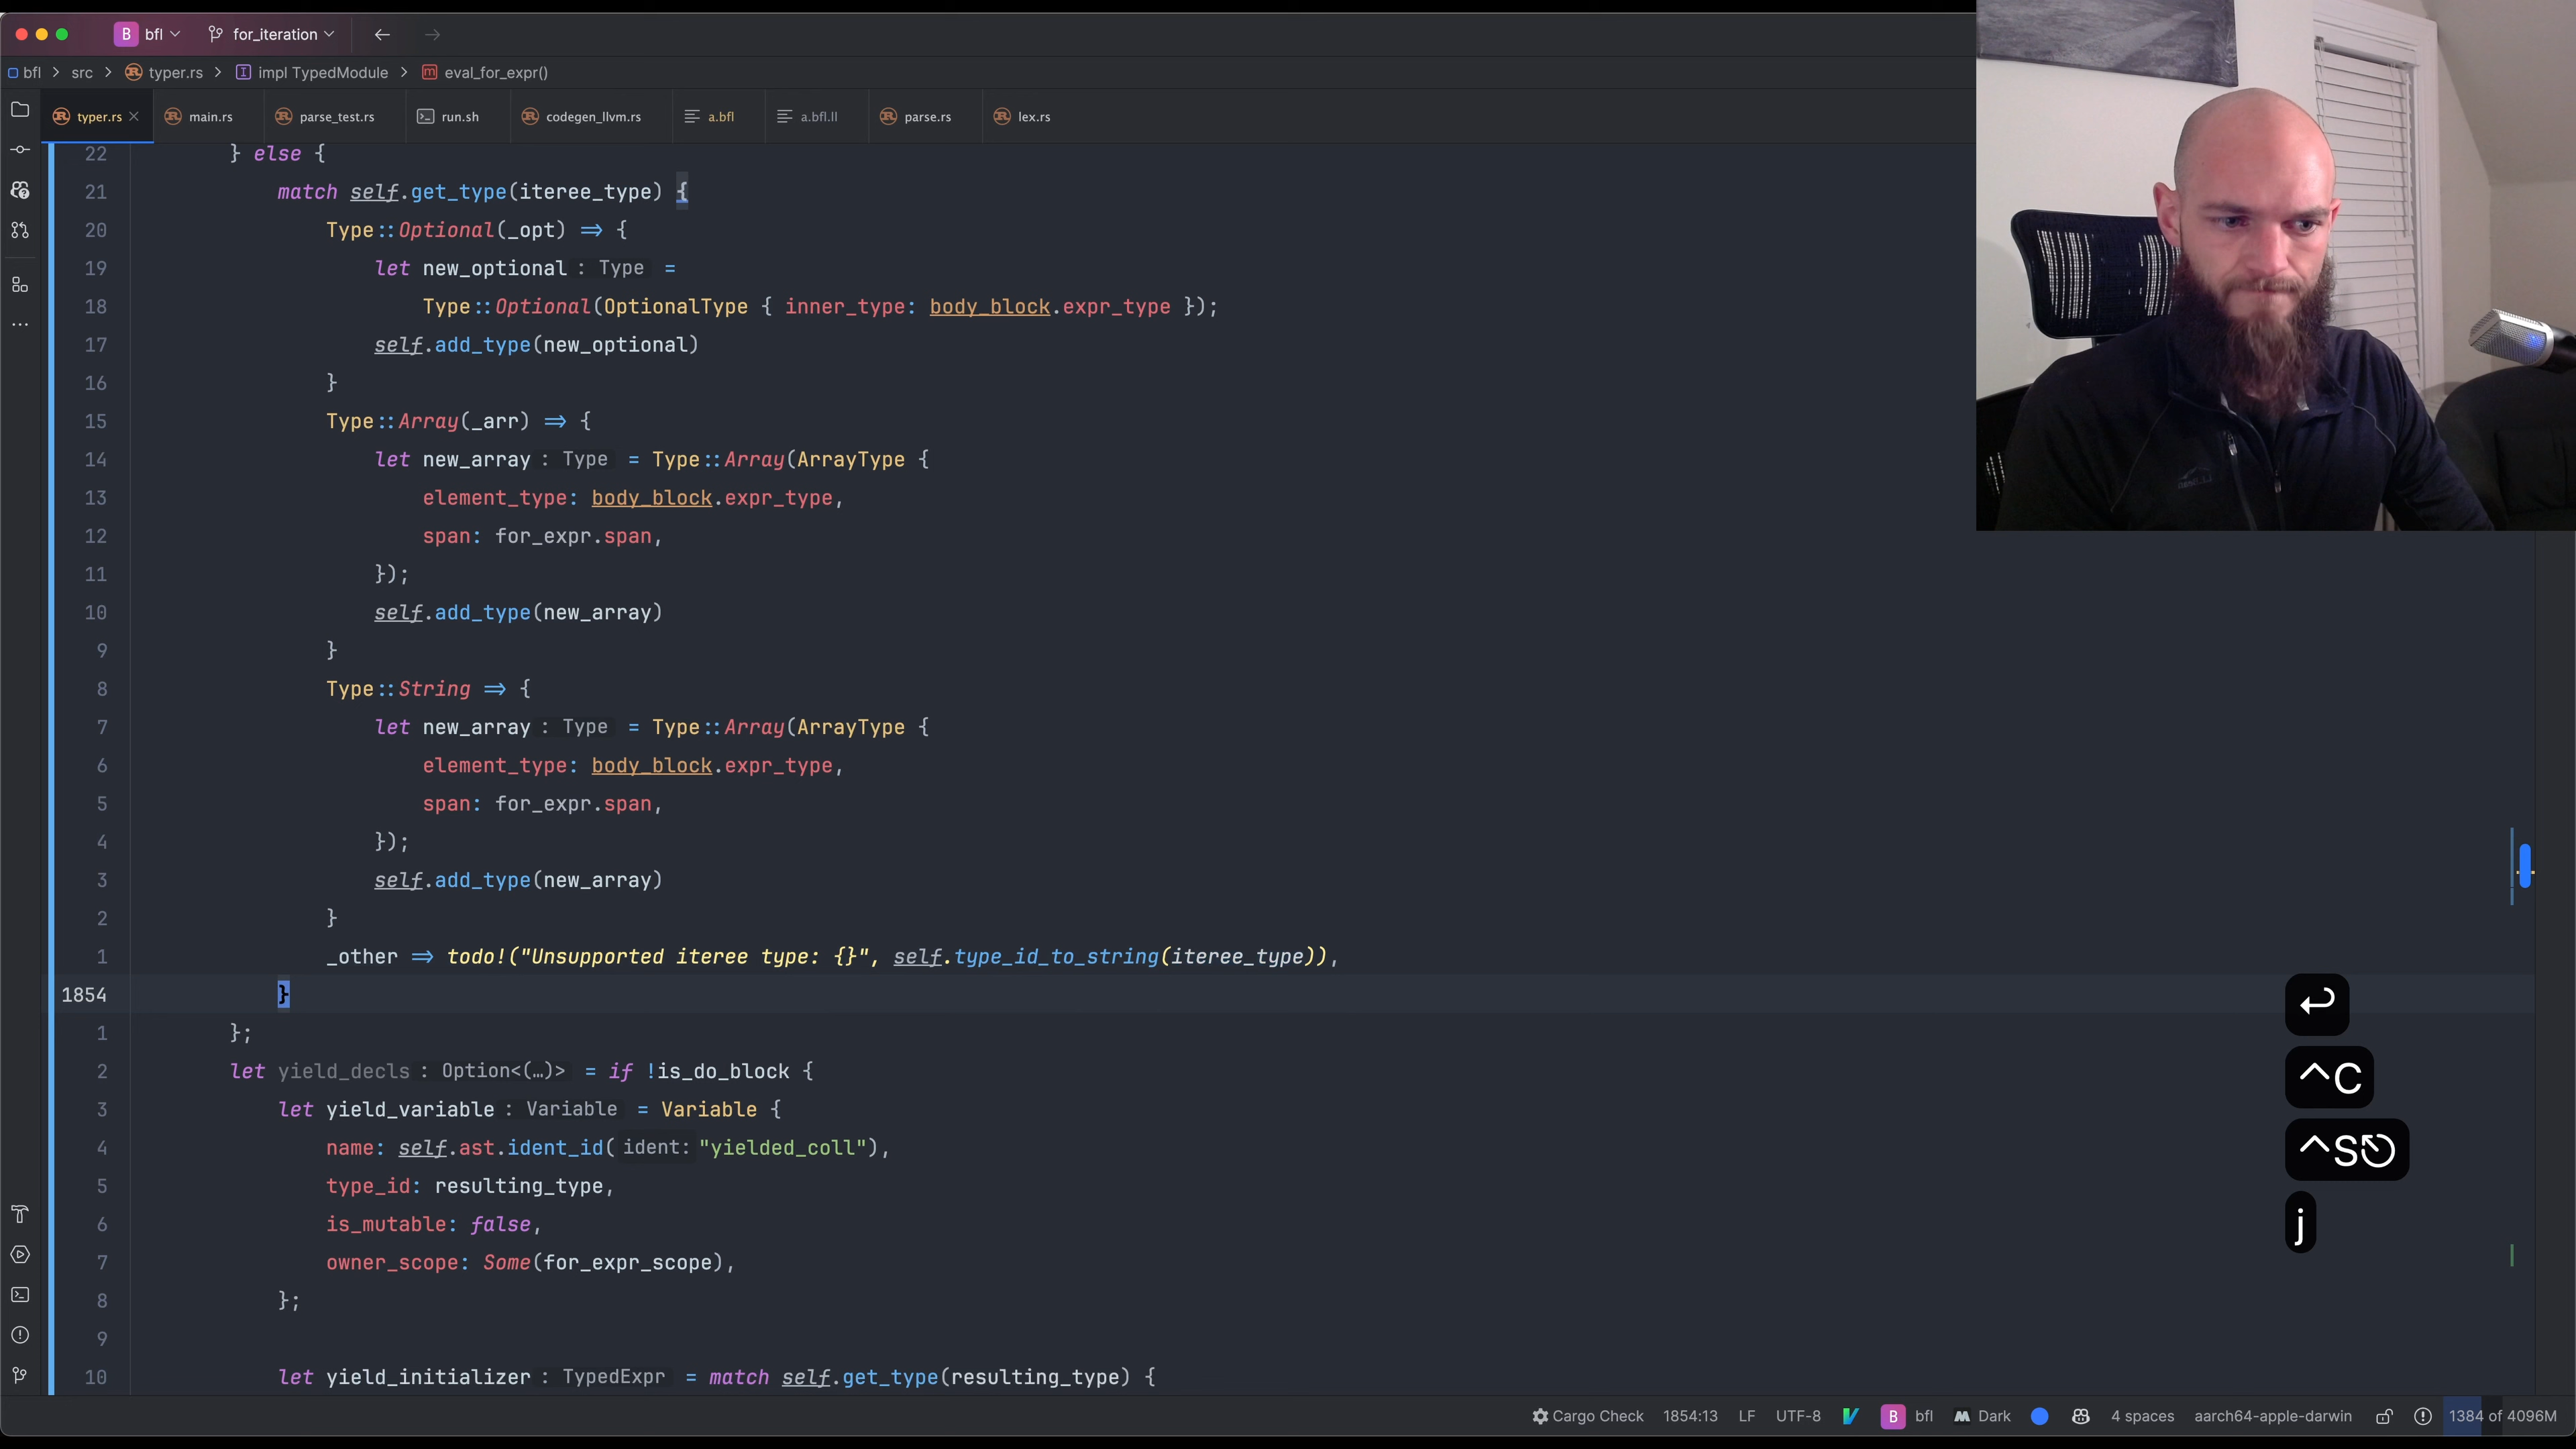 B bfl for_iteration
bfl > src > typer.rs > impl TypedModule > eval_for_expr()
typer.rs main.rs parse_test.rs run.sh codegen_llvm.rs a.bfl a.bfl.ll parse.rs lex.rs
22 } else {
21 match self.get_type(iteree_type) {
20 Type::Optional(_opt) => {
19 let new_optional: Type =
18 Type::Optional(OptionalType { inner_type: body_block.expr_type });
17 self.add_type(new_optional)
16 }
15 Type::Array(_arr) => {
14 let new_array: Type = Type::Array(ArrayType {
13 element_type: body_block.expr_type,
12 span: for_expr.span,
11 });
10 self.add_type(new_array)
9 }
8 Type::String => {
7 let new_array: Type = Type::Array(ArrayType {
6 element_type: body_block.expr_type,
5 span: for_expr.span,
4 });
3 self.add_type(new_array)
2 }
1 _other => todo!("Unsupported iteree type: {}", self.type_id_to_string(iteree_type)),
1854 }
1 };
2 let yield_decls: Option<(…)> = if !is_do_block {
3 let yield_variable: Variable = Variable {
4 name: self.ast.ident_id(ident: "yielded_coll"),
5 type_id: resulting_type,
6 is_mutable: false,
7 owner_scope: Some(for_expr_scope),
8 };
9
10 let yield_initializer: TypedExpr = match self.get_type(resulting_type) {
^C
^S
j
Cargo Check 1854:13 LF UTF-8 B bfl Dark 4 spaces aarch64-apple-darwin 1384 of 4096M